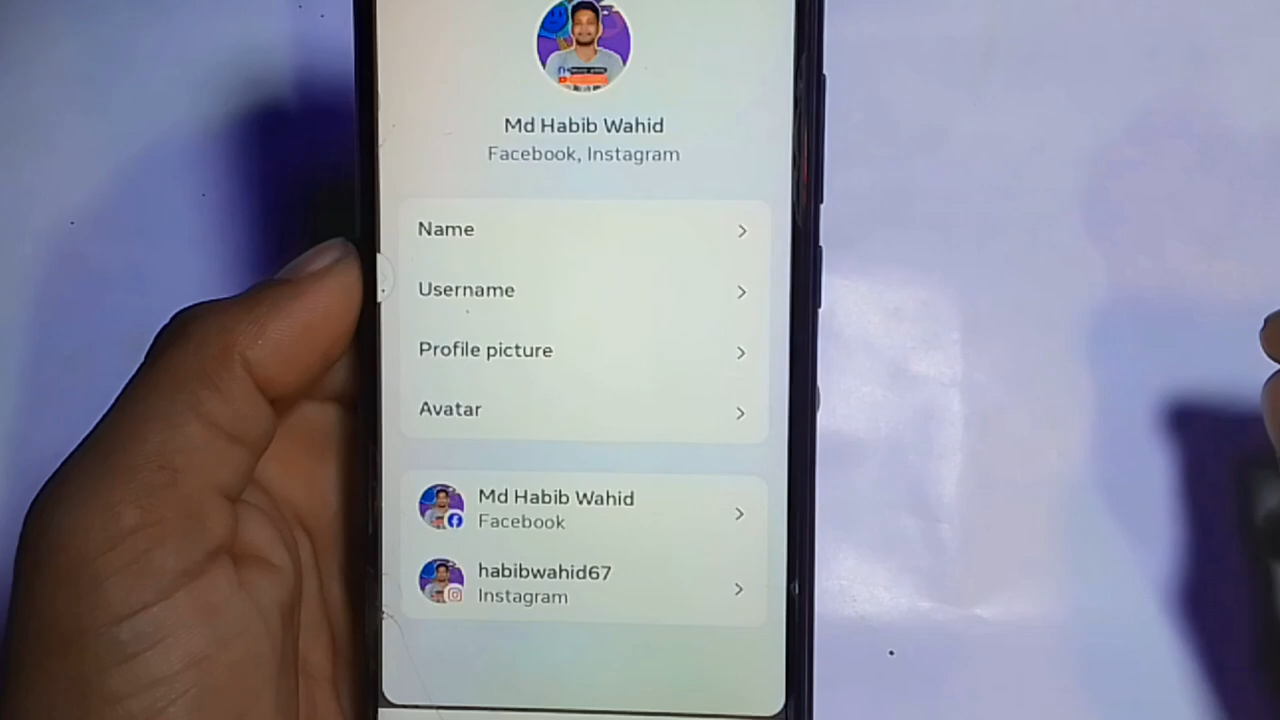 Md Habib Wahid
Facebook, Instagram
Name
Username
Profile picture
Avatar
Md Habib Wahid
Facebook
habibwahid67
Instagram